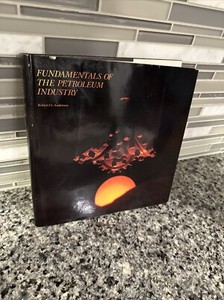 FUNDAMENTALS OF
THE PETROLEUM
INDUSTRY
Robert O. Anderson